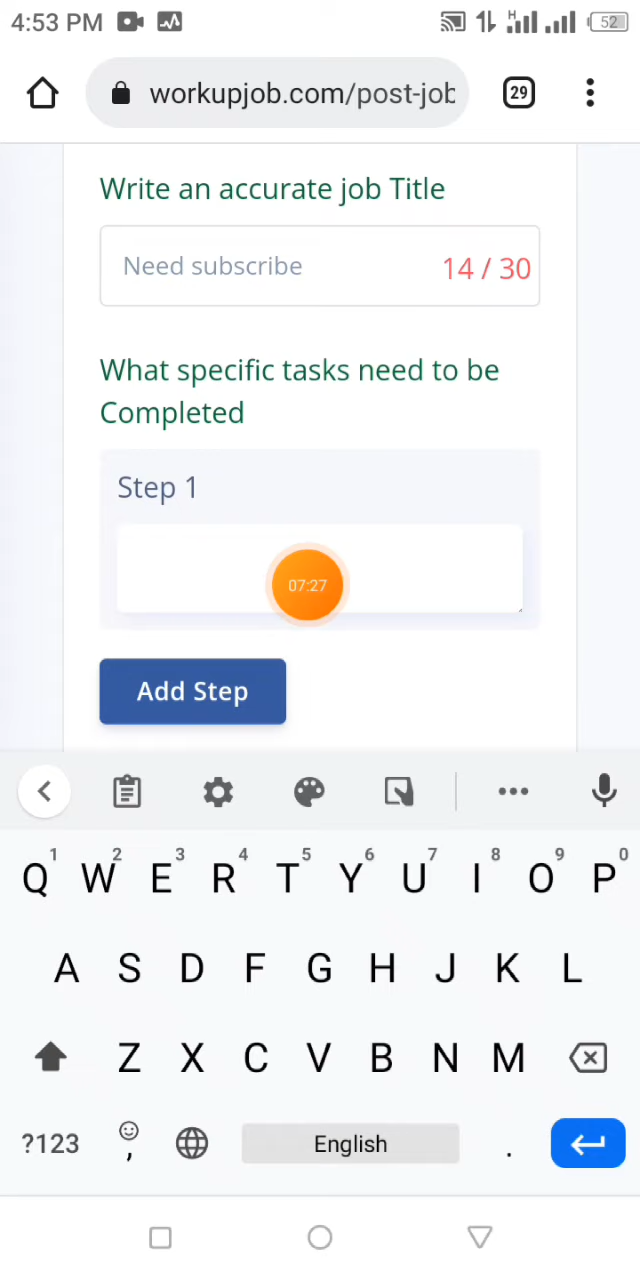 4:53 PM H 52
workupjob.com/post-job 29
Write an accurate job Title
Need subscribe 14 / 30
What specific tasks need to be
Completed
Step 1
07:27
Add Step
1 2 3 4 5 6 7 8 9 0
Q W E R T Y U I O P
A S D F G H J K L
Z X C V B N M
?123 , English .